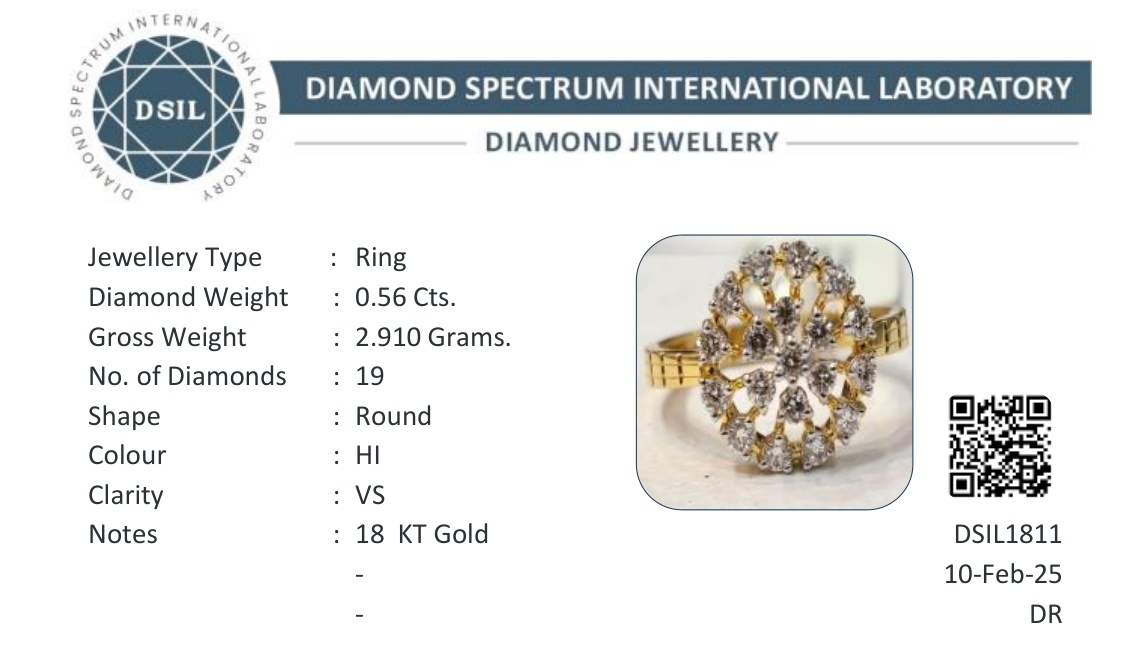 DIAMOND SPECTRUM INTERNATIONAL LABORATORY
DSIL
DIAMOND SPECTRUM INTERNATIONAL LABORATORY
DIAMOND JEWELLERY
Jewellery Type : Ring
Diamond Weight : 0.56 Cts.
Gross Weight : 2.910 Grams.
No. of Diamonds : 19
Shape : Round
Colour : HI
Clarity : VS
Notes : 18 KT Gold
-
-
DSIL1811
10-Feb-25
DR